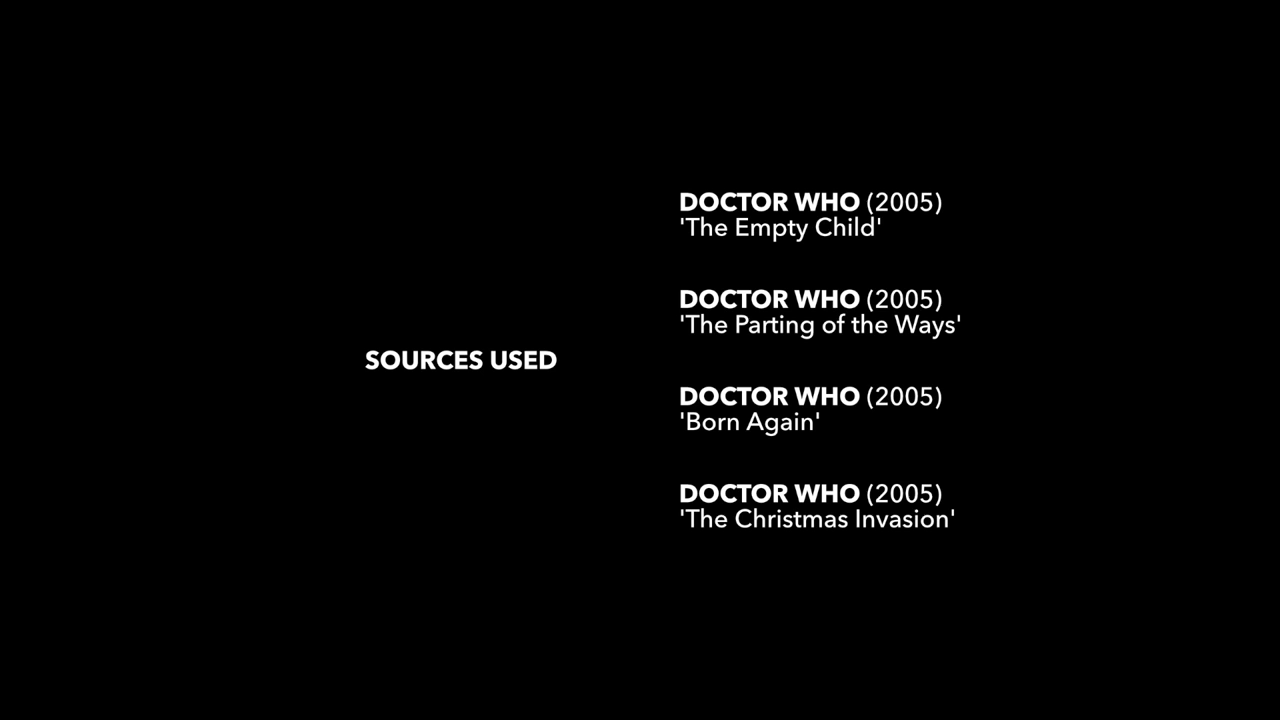 SOURCES USED
DOCTOR WHO (2005)
'The Empty Child'
DOCTOR WHO (2005)
'The Parting of the Ways'
DOCTOR WHO (2005)
'Born Again'
DOCTOR WHO (2005)
'The Christmas Invasion'